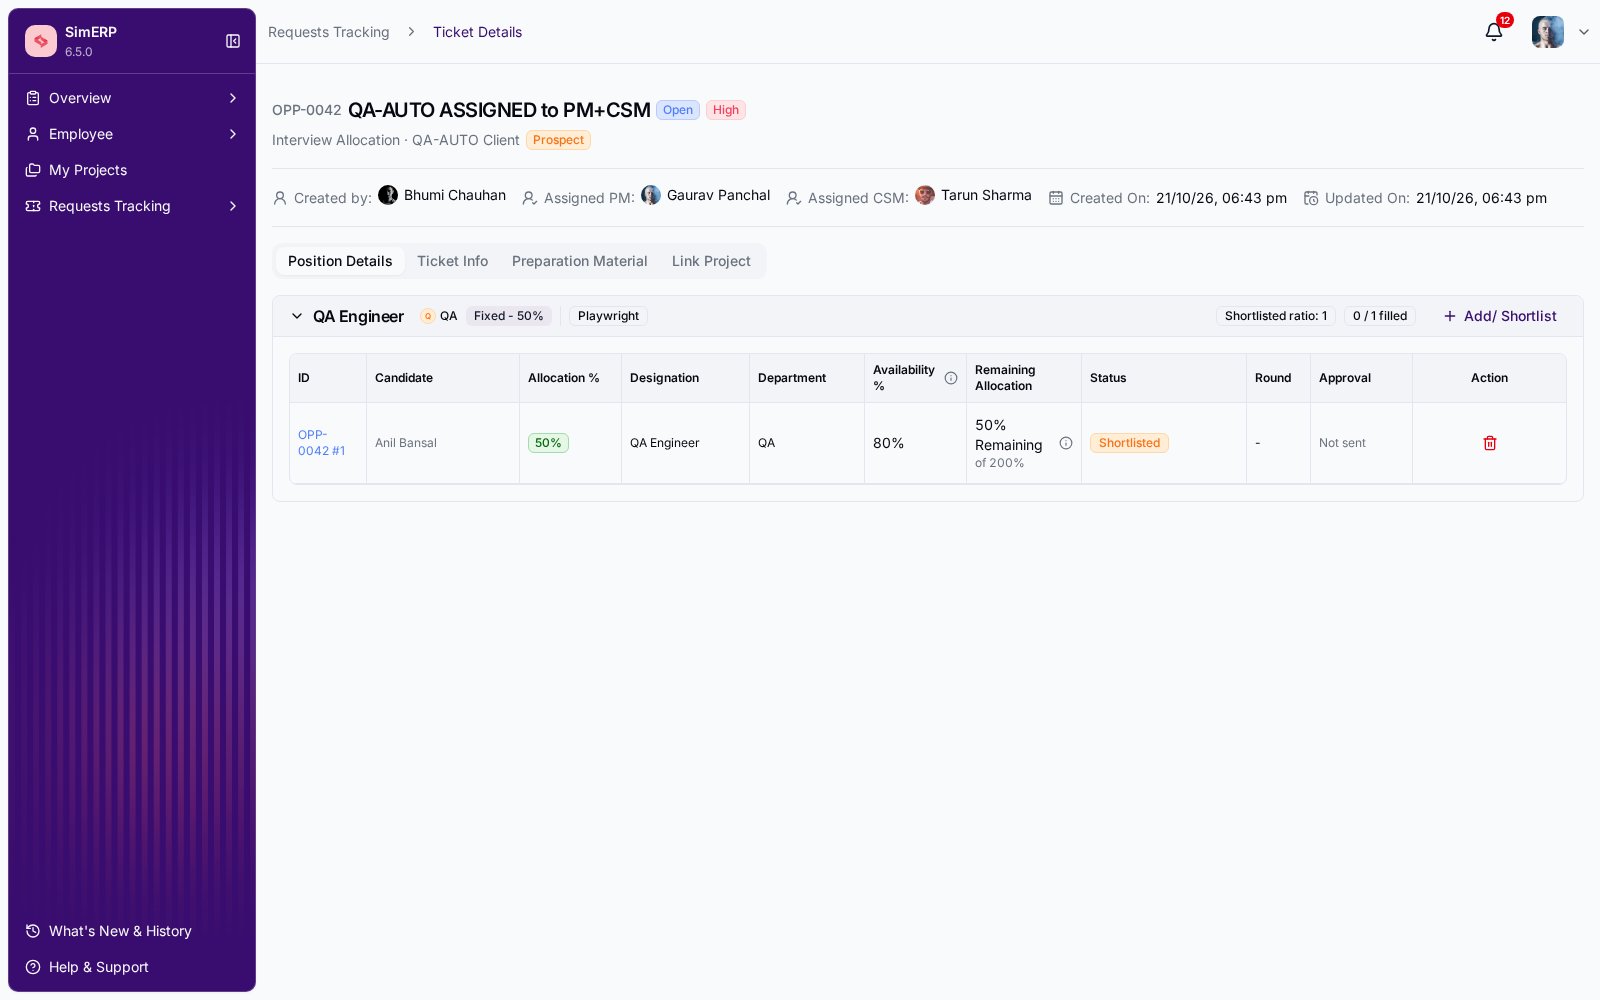 SimERP
6.5.0
Overview
Employee
My Projects
Requests Tracking
What's New & History
Help & Support
Requests Tracking > Ticket Details
12
OPP-0042 QA-AUTO ASSIGNED to PM+CSM Open High
Interview Allocation · QA-AUTO Client Prospect
Created by: Bhumi Chauhan Assigned PM: Gaurav Panchal Assigned CSM: Tarun Sharma Created On: 21/10/26, 06:43 pm Updated On: 21/10/26, 06:43 pm
Position Details Ticket Info Preparation Material Link Project
QA Engineer Q QA Fixed - 50% Playwright Shortlisted ratio: 1 0 / 1 filled + Add/ Shortlist
ID Candidate Allocation % Designation Department Availability % Remaining Allocation Status Round Approval Action
OPP-0042 #1 Anil Bansal 50% QA Engineer QA 80% 50% Remaining of 200% Shortlisted - Not sent